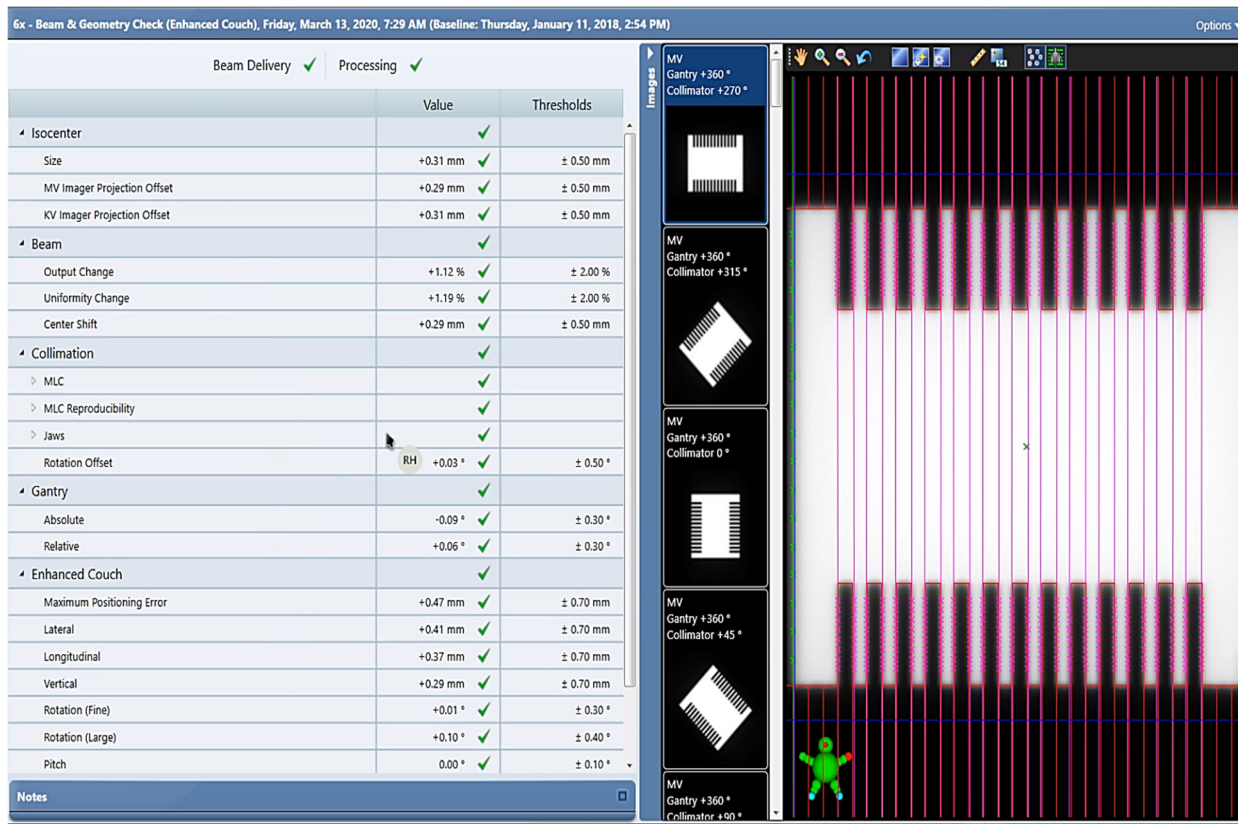 6x - Beam & Geometry Check (Enhanced Couch), Friday, March 13, 2020, 7:29 AM (Baseline: Thursday, January 11, 2018, 2:54 PM)
Options
Beam Delivery ✓ Processing ✓
Value Thresholds
Isocenter ✓
Size +0.31 mm ✓ ± 0.50 mm
MV Imager Projection Offset +0.29 mm ✓ ± 0.50 mm
KV Imager Projection Offset +0.31 mm ✓ ± 0.50 mm
Beam ✓
Output Change +1.12 % ✓ ± 2.00 %
Uniformity Change +1.19 % ✓ ± 2.00 %
Center Shift +0.29 mm ✓ ± 0.50 mm
Collimation ✓
MLC ✓
MLC Reproducibility ✓
Jaws ✓
Rotation Offset RH +0.03 ° ✓ ± 0.50 °
Gantry ✓
Absolute -0.09 ° ✓ ± 0.30 °
Relative +0.06 ° ✓ ± 0.30 °
Enhanced Couch ✓
Maximum Positioning Error +0.47 mm ✓ ± 0.70 mm
Lateral +0.41 mm ✓ ± 0.70 mm
Longitudinal +0.37 mm ✓ ± 0.70 mm
Vertical +0.29 mm ✓ ± 0.70 mm
Rotation (Fine) +0.01 ° ✓ ± 0.30 °
Rotation (Large) +0.10 ° ✓ ± 0.40 °
Pitch 0.00 ° ✓ ± 0.10 °
Notes
Images
MV
Gantry +360 °
Collimator +270 °
MV
Gantry +360 °
Collimator +315 °
MV
Gantry +360 °
Collimator 0 °
MV
Gantry +360 °
Collimator +45 °
MV
Gantry +360 °
Collimator +90 °